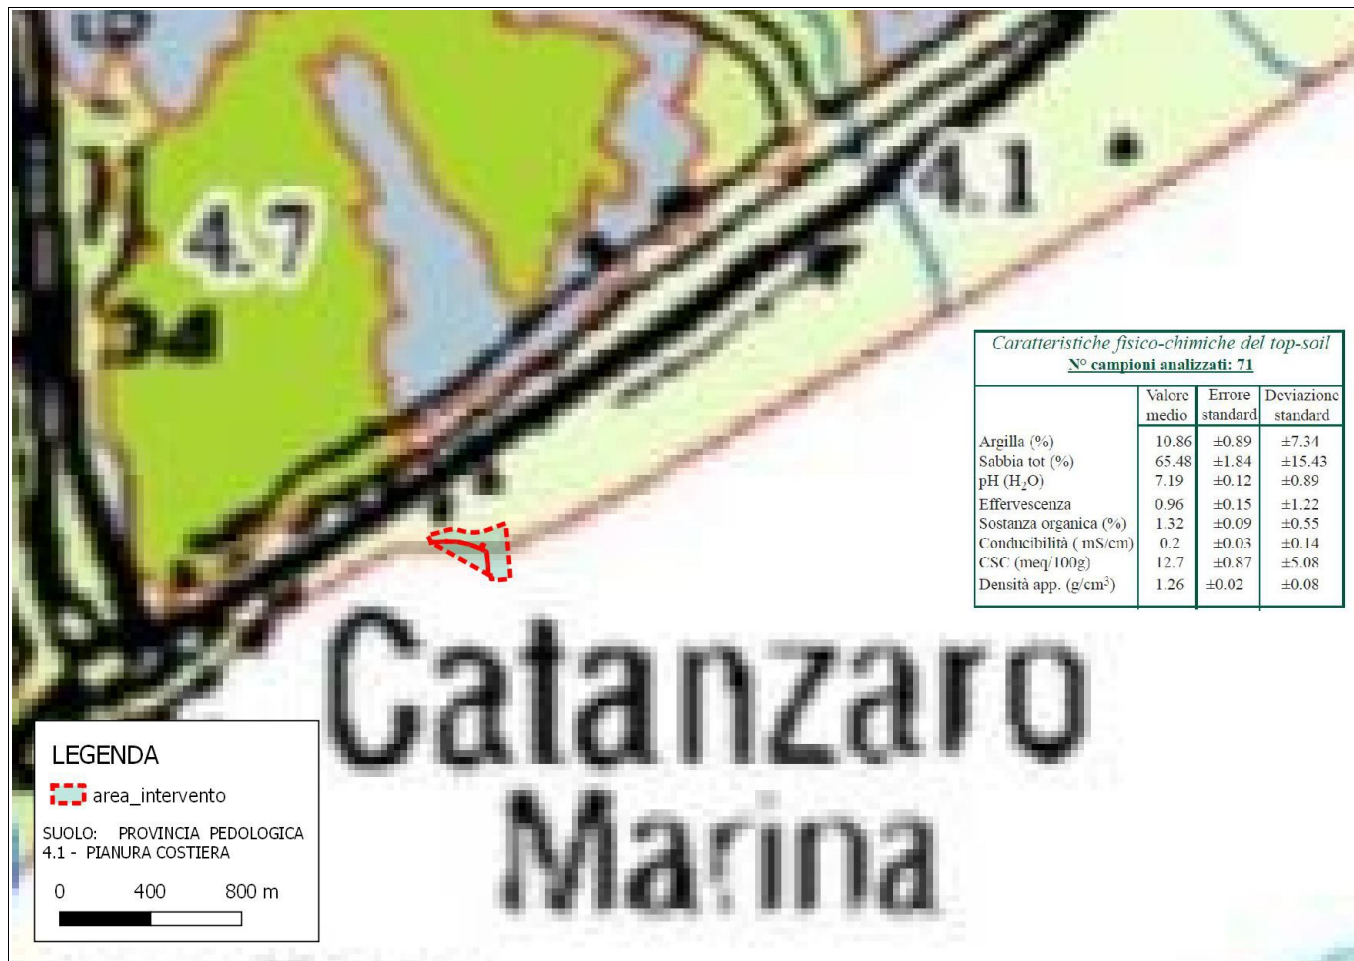 4.7
4.1
Caratteristiche fisico-chimiche del top-soil
N° campioni analizzati: 71
Valore medio Errore standard Deviazione standard
Argilla (%) 10.86 ±0.89 ±7.34
Sabbia tot (%) 65.48 ±1.84 ±15.43
pH (H₂O) 7.19 ±0.12 ±0.89
Effervescenza 0.96 ±0.15 ±1.22
Sostanza organica (%) 1.32 ±0.09 ±0.55
Conducibilità ( mS/cm) 0.2 ±0.03 ±0.14
CSC (meq/100g) 12.7 ±0.87 ±5.08
Densità app. (g/cm³) 1.26 ±0.02 ±0.08
Catanzaro
Marina
LEGENDA
area_intervento
SUOLO: PROVINCIA PEDOLOGICA
4.1 - PIANURA COSTIERA
0 400 800 m